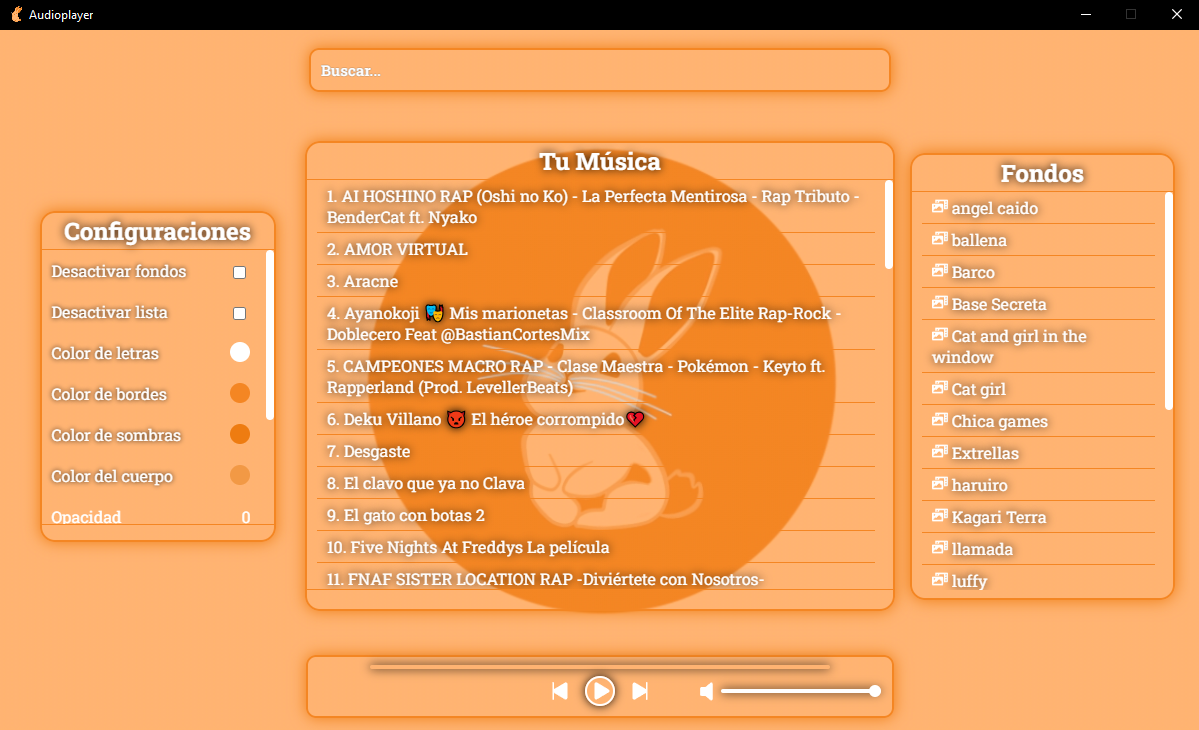 Audioplayer
Buscar...
Configuraciones
Desactivar fondos
Desactivar lista
Color de letras
Color de bordes
Color de sombras
Color del cuerpo
Opacidad 0
Tu Música
1. AI HOSHINO RAP (Oshi no Ko) - La Perfecta Mentirosa - Rap Tributo -
BenderCat ft. Nyako
2. AMOR VIRTUAL
3. Aracne
4. Ayanokoji 🎭 Mis marionetas - Classroom Of The Elite Rap-Rock -
Doblecero Feat @BastianCortesMix
5. CAMPEONES MACRO RAP - Clase Maestra - Pokémon - Keyto ft.
Rapperland (Prod. LevellerBeats)
6. Deku Villano 👿 El héroe corrompido💔
7. Desgaste
8. El clavo que ya no Clava
9. El gato con botas 2
10. Five Nights At Freddys La película
11. FNAF SISTER LOCATION RAP -Diviértete con Nosotros-
Fondos
angel caido
ballena
Barco
Base Secreta
Cat and girl in the
window
Cat girl
Chica games
Extrellas
haruiro
Kagari Terra
llamada
luffy